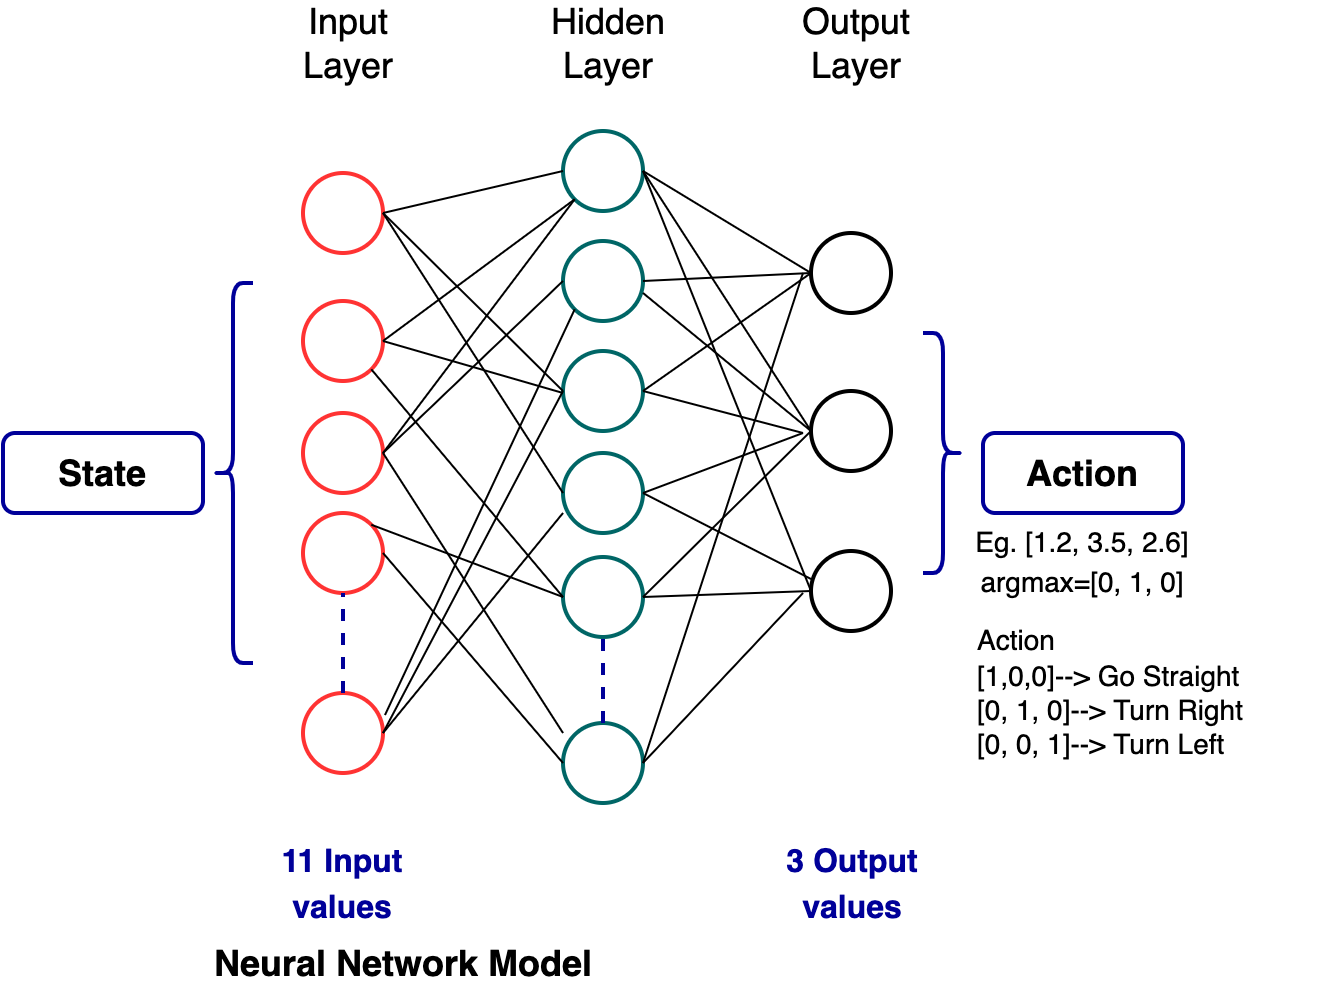 Input
Layer
Hidden
Layer
Output
Layer
State
Action
Eg. [1.2, 3.5, 2.6]
argmax=[0, 1, 0]
Action
[1,0,0]--> Go Straight
[0, 1, 0]--> Turn Right
[0, 0, 1]--> Turn Left
11 Input
values
3 Output
values
Neural Network Model